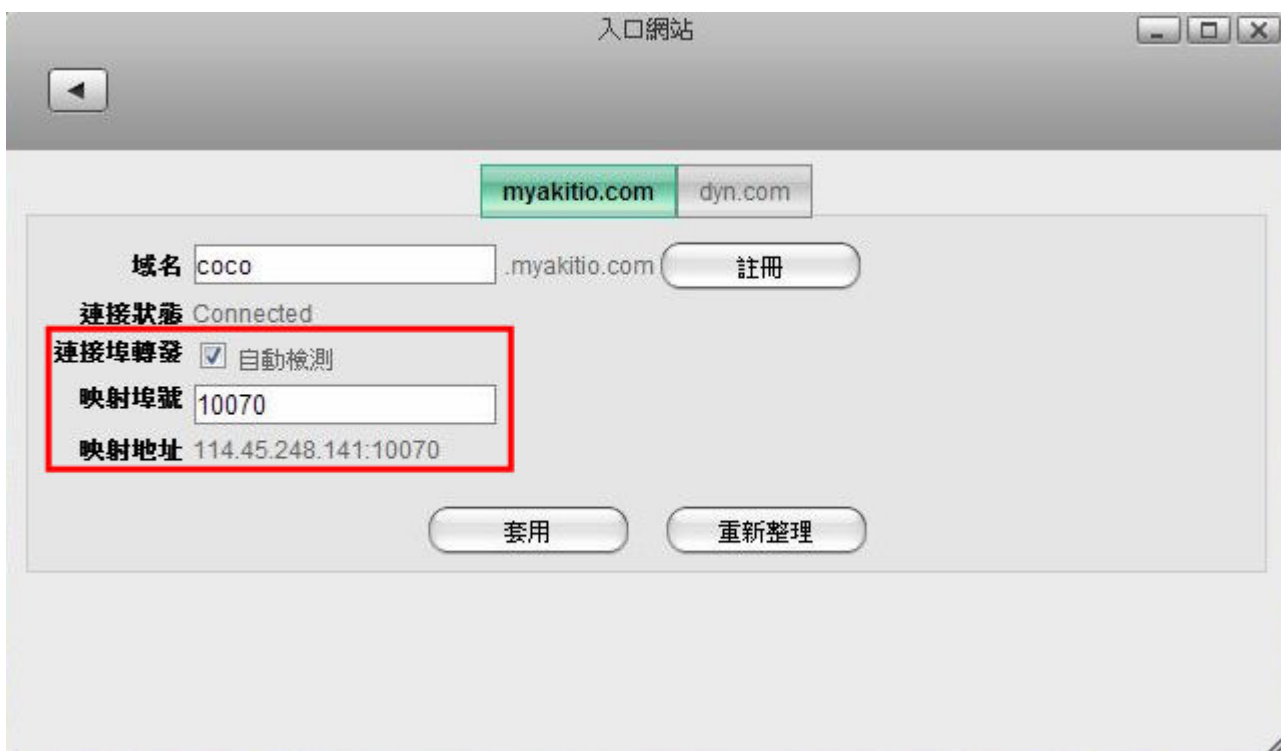 入口網站
myakitio.com dyn.com
域名 coco .myakitio.com 註冊
連接狀態 Connected
連接埠轉發 自動檢測
映射埠號 10070
映射地址 114.45.248.141:10070
套用 重新整理